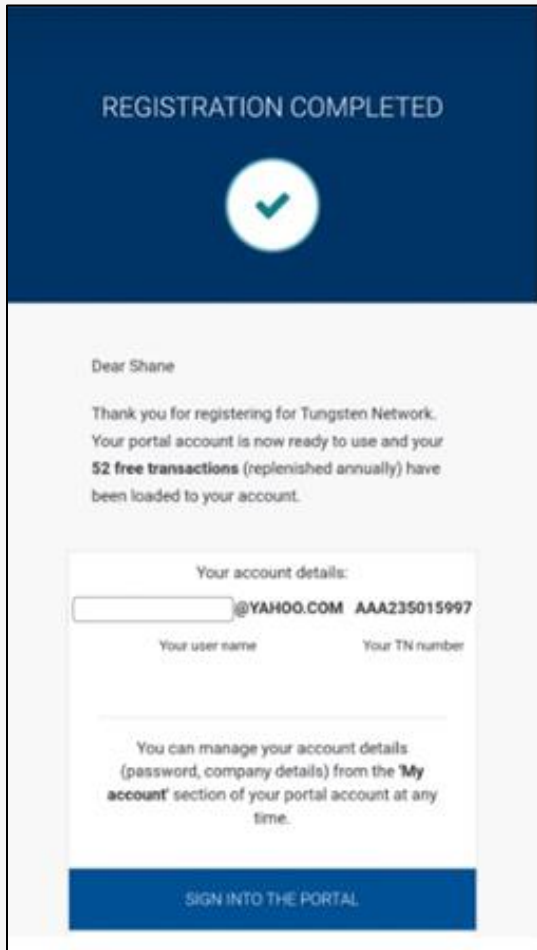 REGISTRATION COMPLETED
Dear Shane
Thank you for registering for Tungsten Network.
Your portal account is now ready to use and your
52 free transactions (replenished annually) have
been loaded to your account.
Your account details:
@YAHOO.COM AAA235015997
Your user name Your TN number
You can manage your account details
(password, company details) from the 'My
account' section of your portal account at any
time.
SIGN INTO THE PORTAL